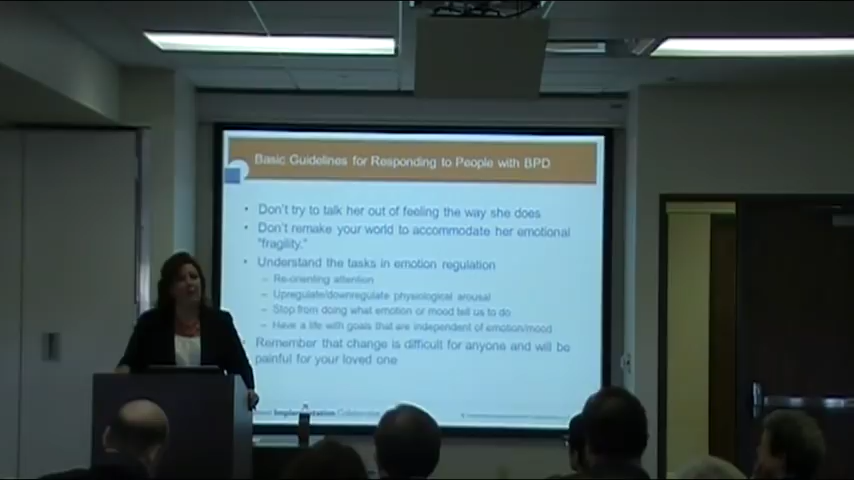 Basic Guidelines for Responding to People with BPD
• Don't try to talk her out of feeling the way she does
• Don't remake your world to accommodate her emotional
"fragility."
• Understand the tasks in emotion regulation
– Re-orienting attention
– Upregulate/downregulate physiological arousal
– Stop from doing what emotion or mood tell us to do
– Have a life with goals that are independent of emotion/mood
Remember that change is difficult for anyone and will be
painful for your loved one
Implementation